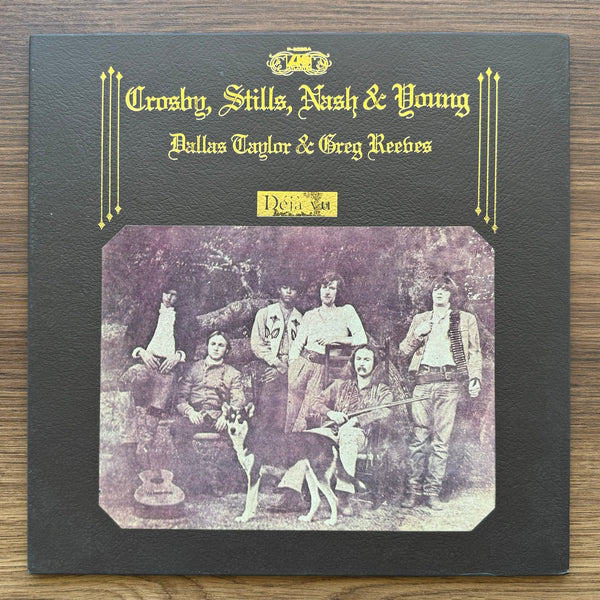 Crosby, Stills, Nash & Young
Dallas Taylor & Greg Reeves
Déjà Vu